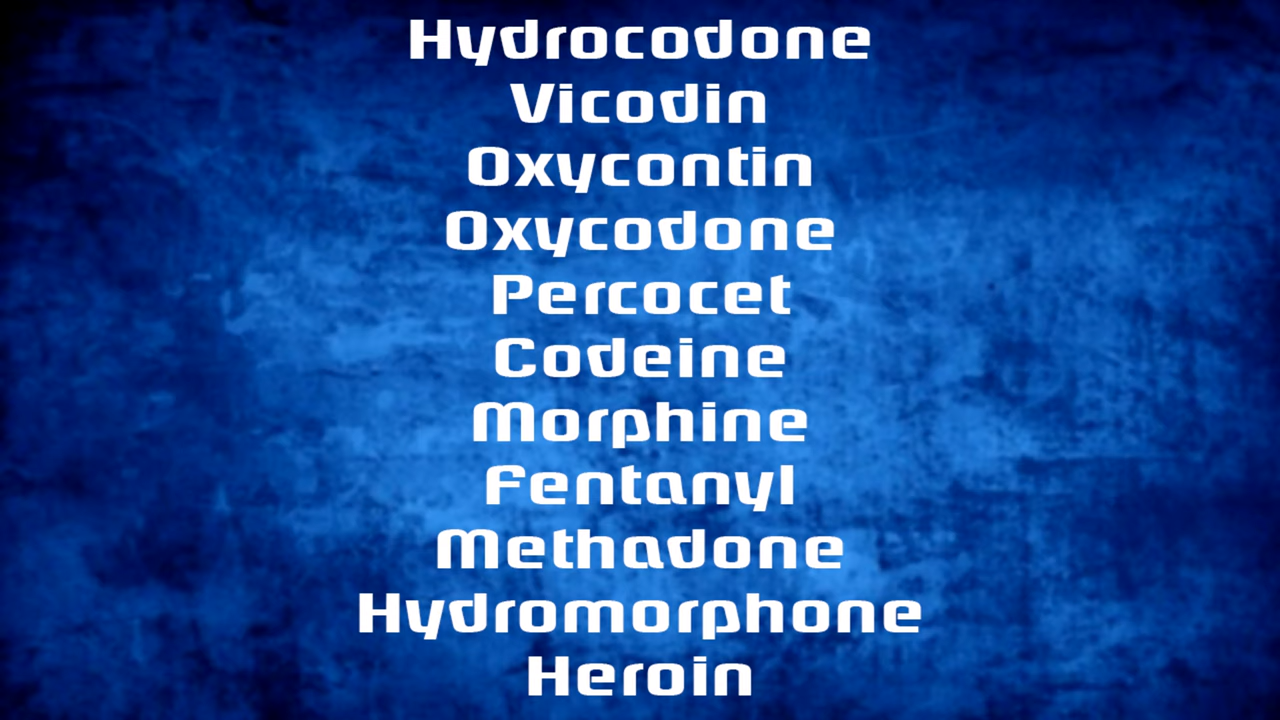 Hydrocodone
Vicodin
Oxycontin
Oxycodone
Percocet
Codeine
Morphine
Fentanyl
Methadone
Hydromorphone
Heroin